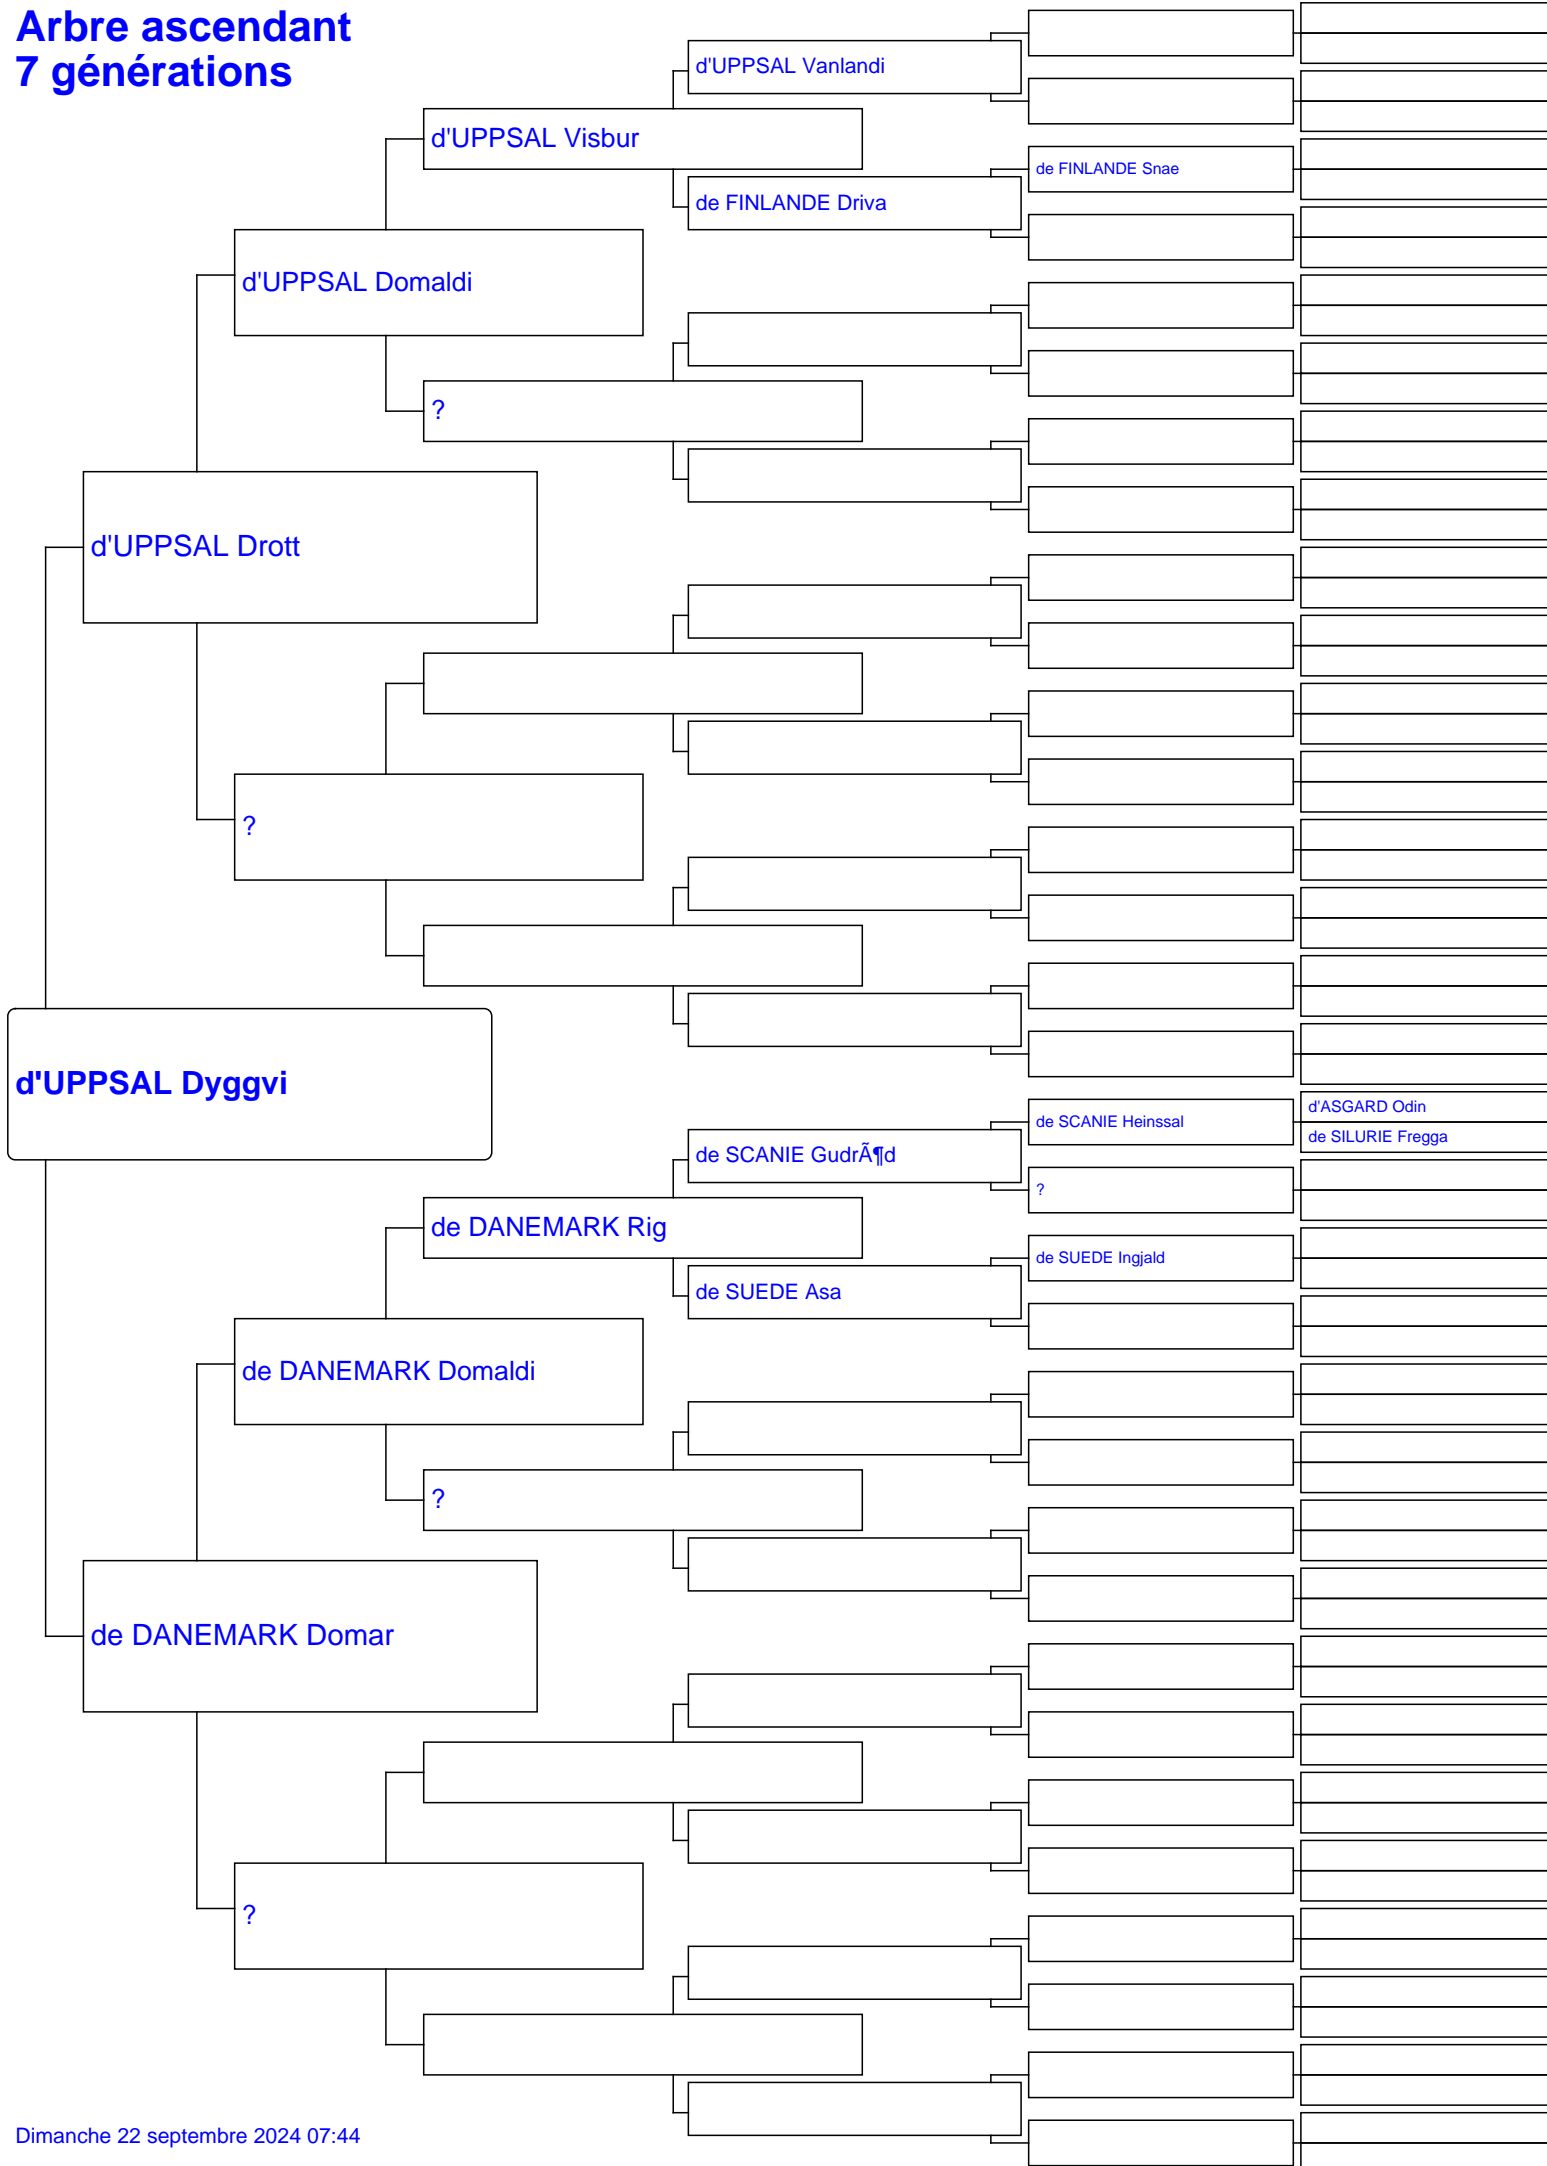 Arbre ascendant
7 générations
d'UPPSAL Vanlandi
d'UPPSAL Visbur
de FINLANDE Snae
de FINLANDE Driva
d'UPPSAL Domaldi
?
d'UPPSAL Drott
?
d'UPPSAL Dyggvi
d'ASGARD Odin
de SCANIE Heinssal
de SILURIE Fregga
de SCANIE GudrÃ¶d
?
de DANEMARK Rig
de SUEDE Ingjald
de SUEDE Asa
de DANEMARK Domaldi
?
de DANEMARK Domar
?
Dimanche 22 septembre 2024 07:44